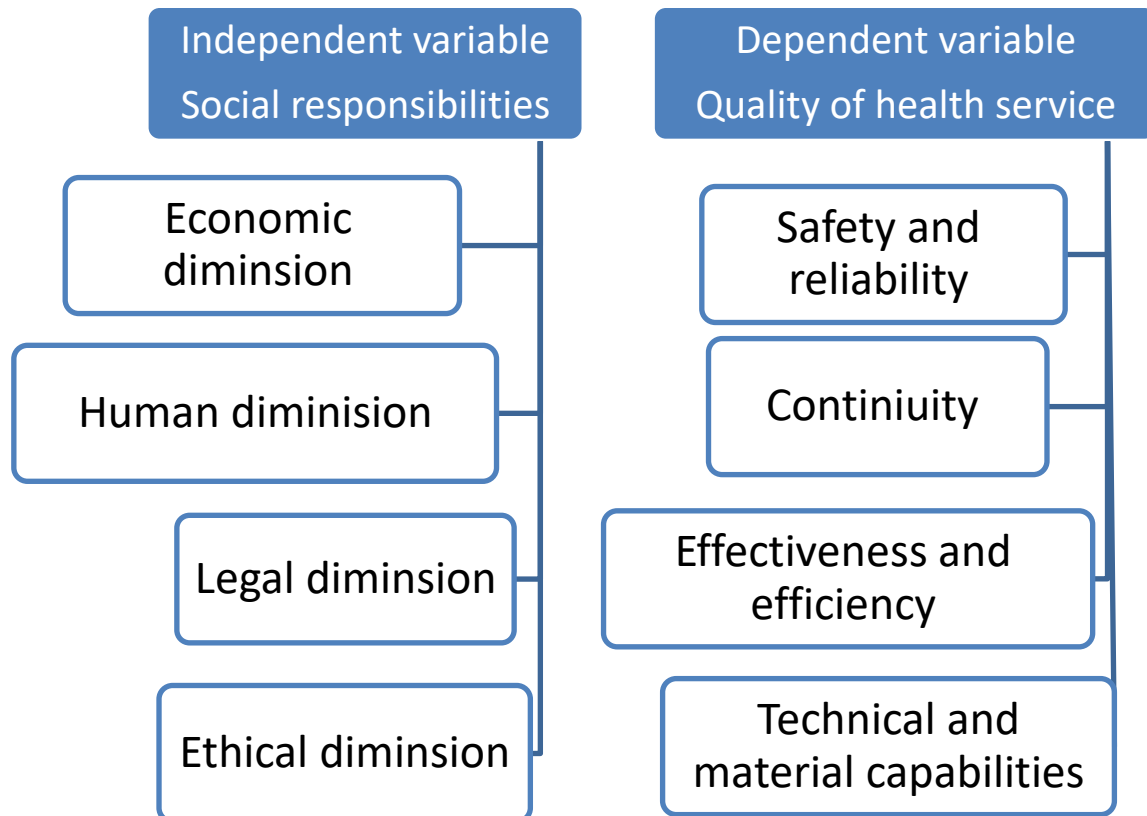 Independent variable
Social responsibilities
Economic
diminsion
Human diminision
Legal diminsion
Ethical diminsion
Dependent variable
Quality of health service
Safety and
reliability
Continiuity
Effectiveness and
efficiency
Technical and
material capabilities